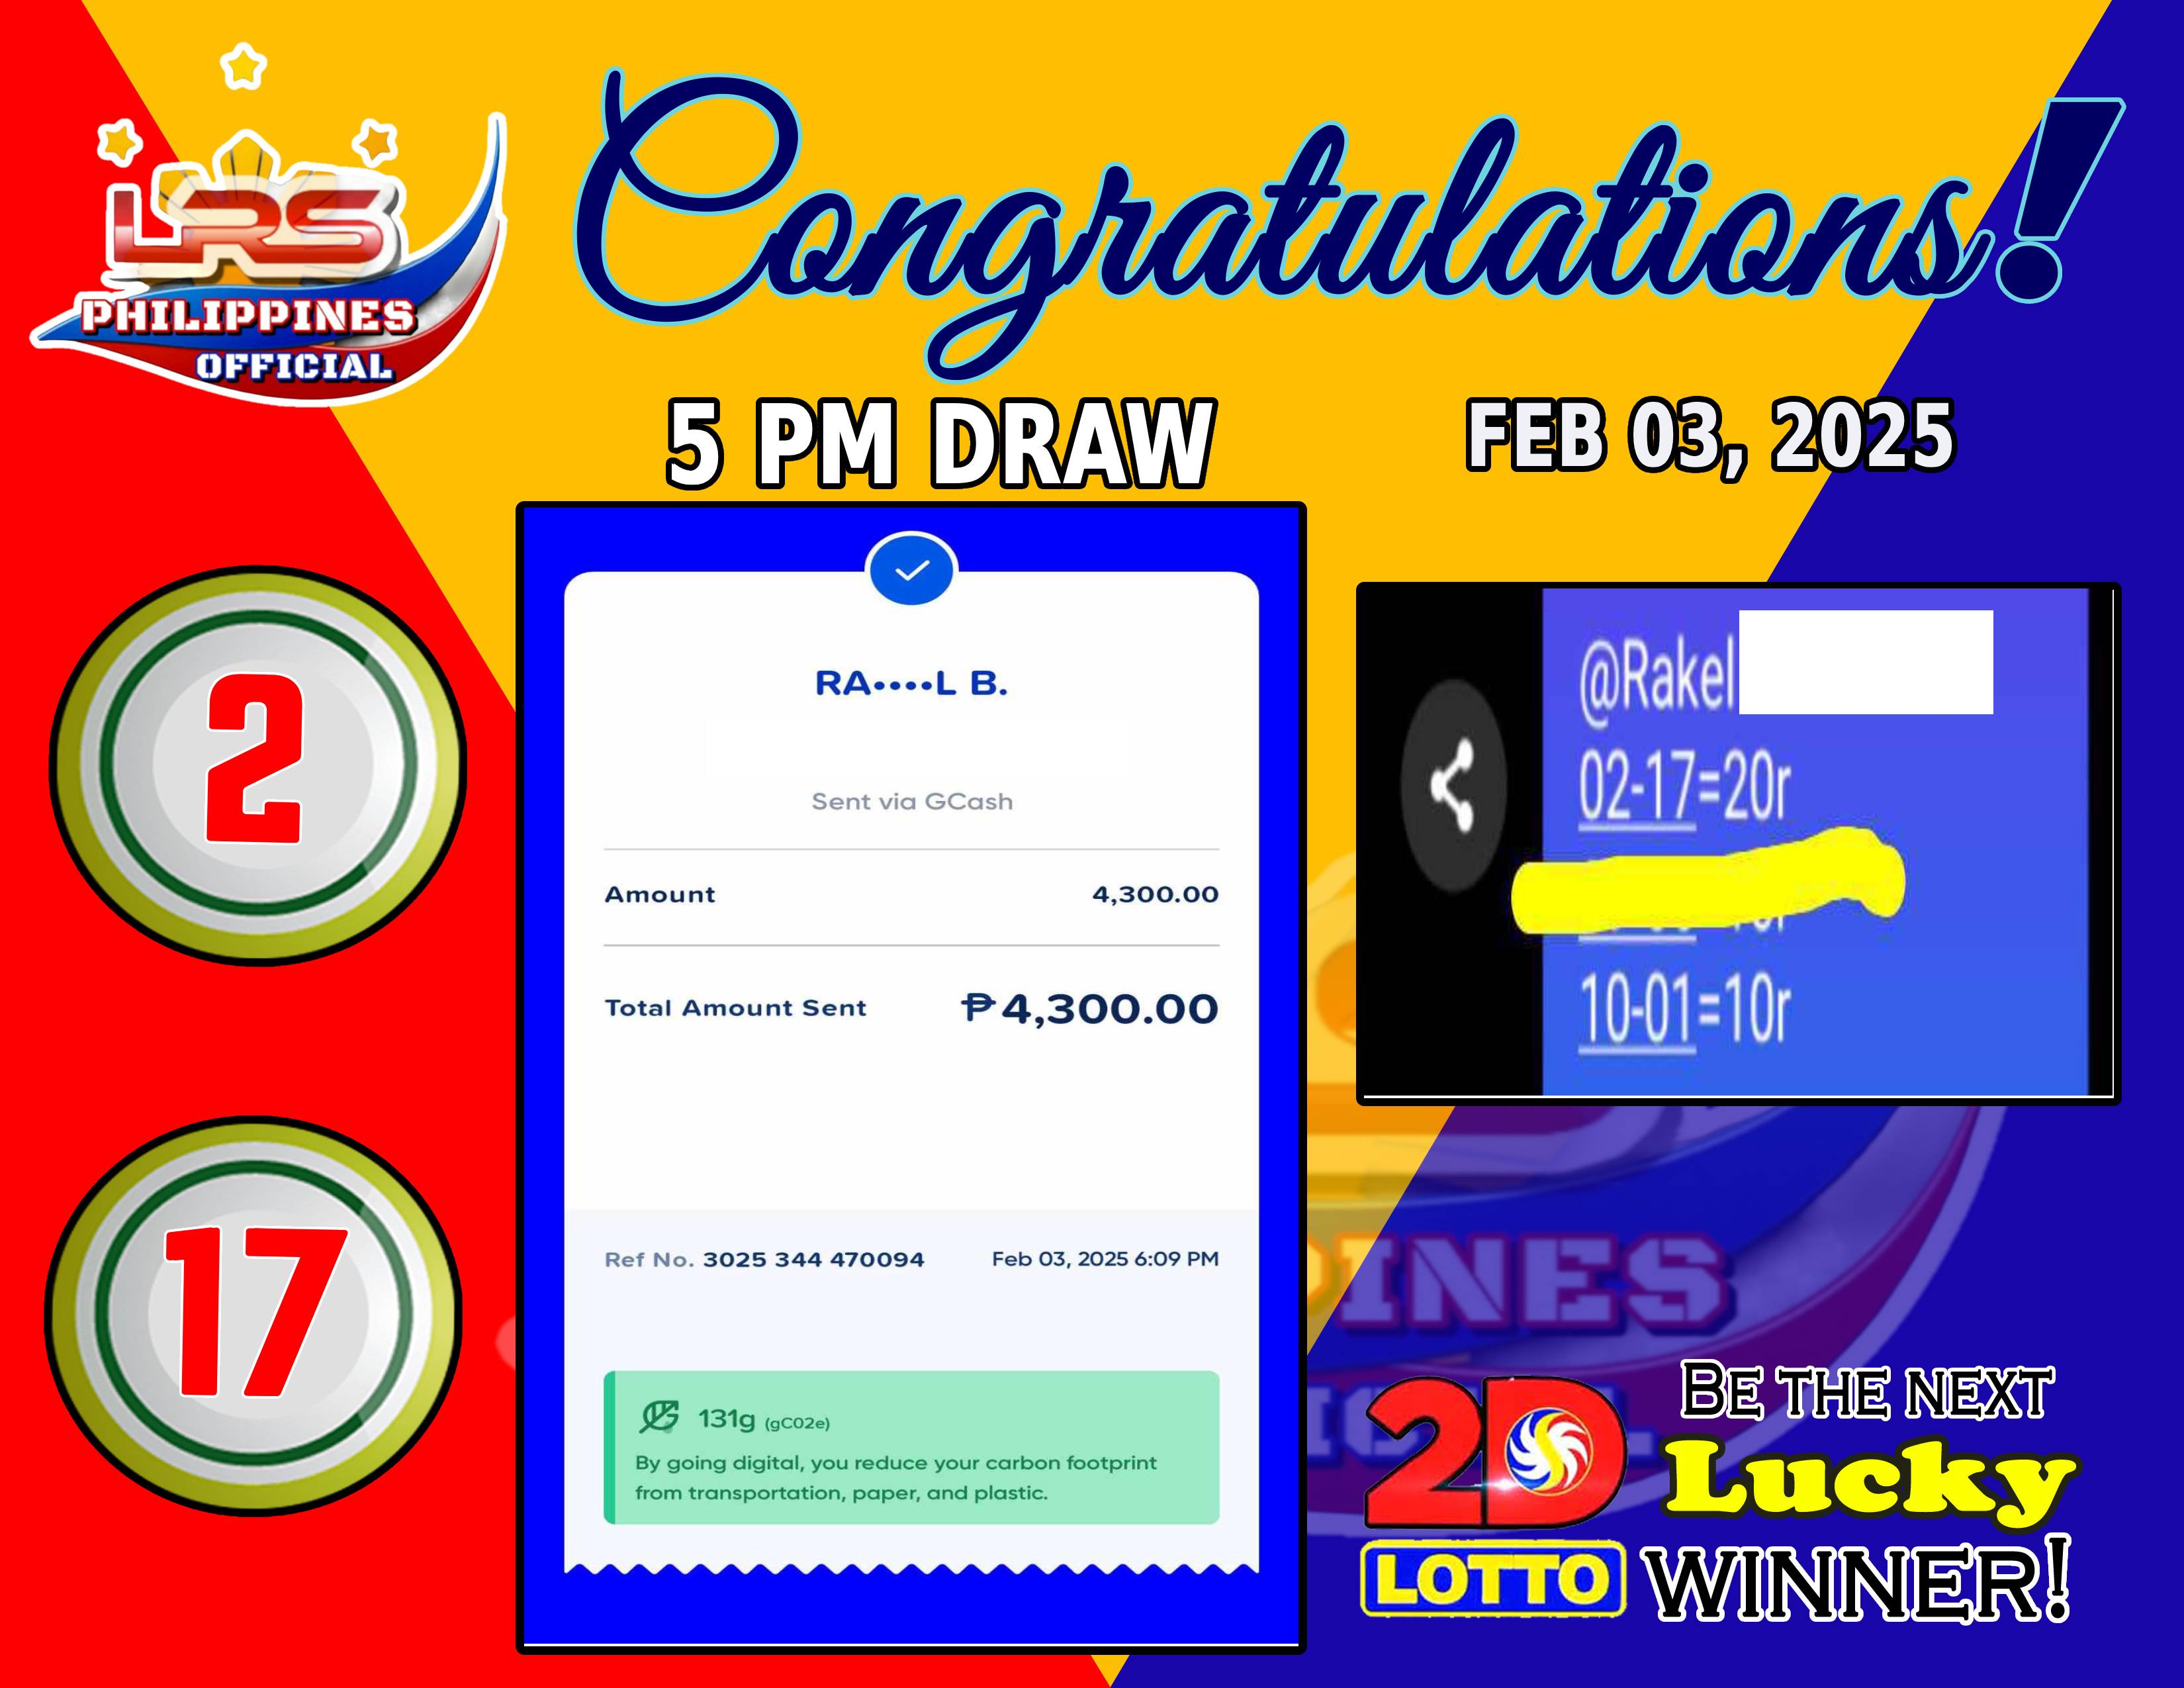 LRS
PHILIPPINES
OFFICIAL
Congratulations!
5 PM DRAW
FEB 03, 2025
2
17
RA••••L B.
Sent via GCash
Amount 4,300.00
Total Amount Sent ₱4,300.00
Ref No. 3025 344 470094 Feb 03, 2025 6:09 PM
131g (gCO2e)
By going digital, you reduce your carbon footprint
from transportation, paper, and plastic.
@Rakel
02-17=20r
10-01=10r
PINES
2D
LOTTO
BE THE NEXT
Lucky
WINNER!